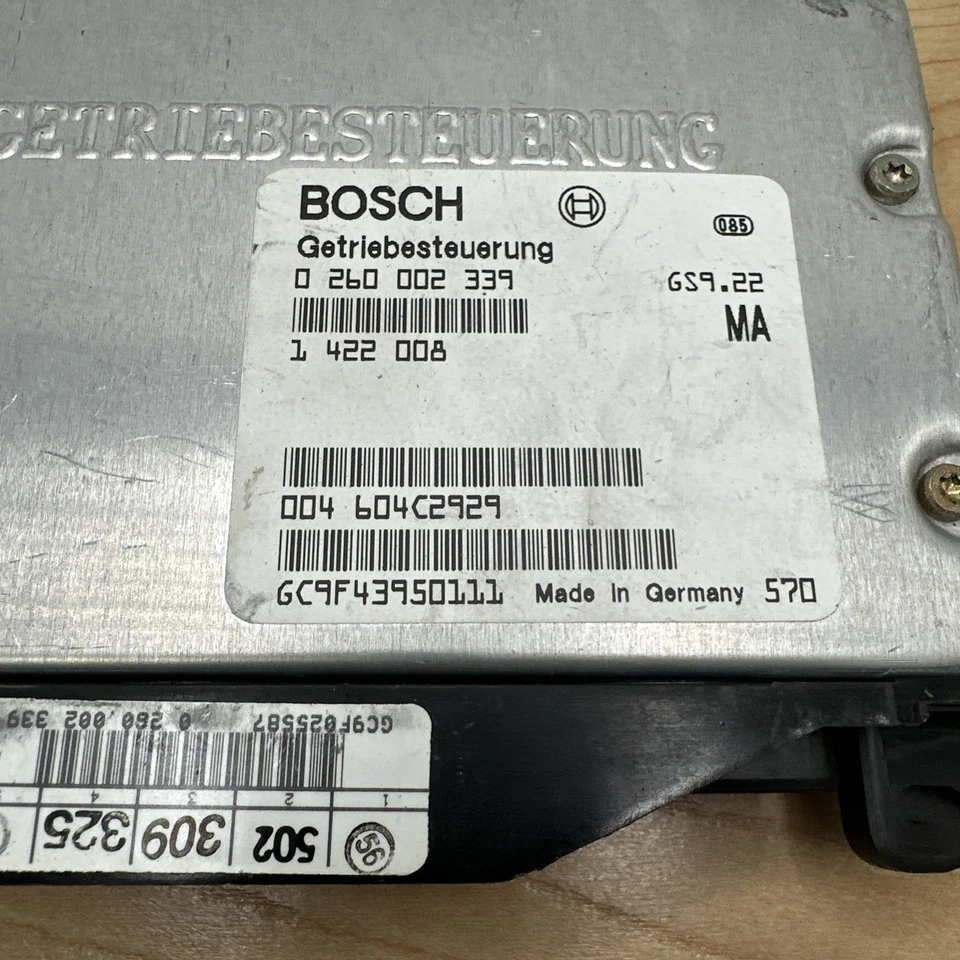 GETRIEBESTEUERUNG
BOSCH
085
Getriebesteuerung
0 260 002 339 GS9.22
MA
1 422 008
004 604C2929
GC9F43950111 Made in Germany 570
GC9F025587 0 260 002 339
1 2 3 4
56 502 309 325